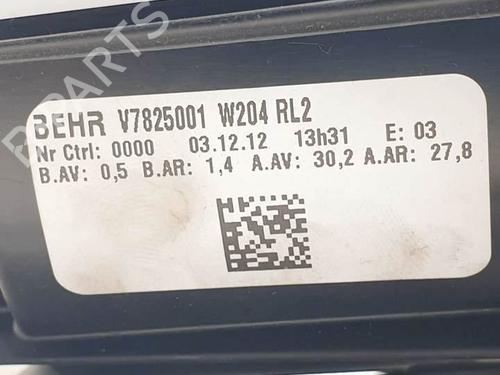 BEHR V7825001 W204 RL2
Nr Ctrl: 0000 03.12.12 13h31 E: 03
B.AV: 0,5 B.AR: 1,4 A.AV: 30,2 A.AR: 27,8
PARTS